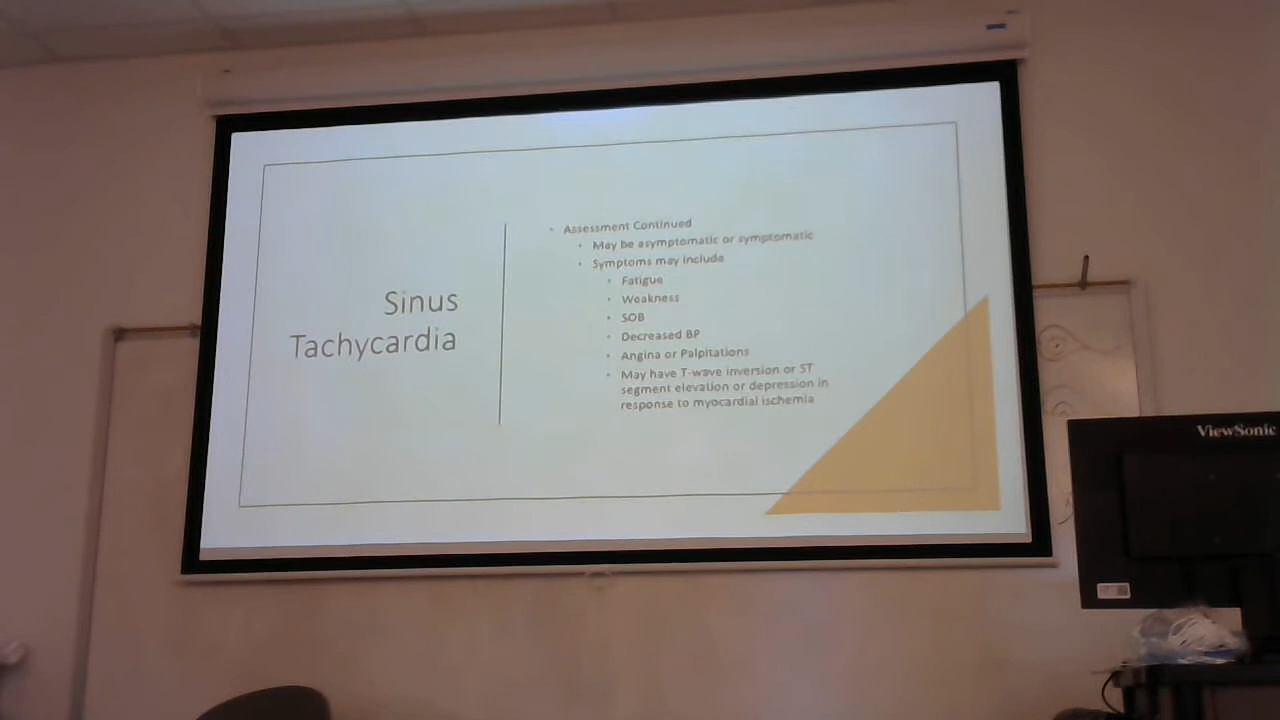 Sinus
Tachycardia
• Assessment Continued
• May be asymptomatic or symptomatic
• Symptoms may include
• Fatigue
• Weakness
• SOB
• Decreased BP
• Angina or Palpitations
• May have T-wave inversion or ST
segment elevation or depression in
response to myocardial ischemia
ViewSonic